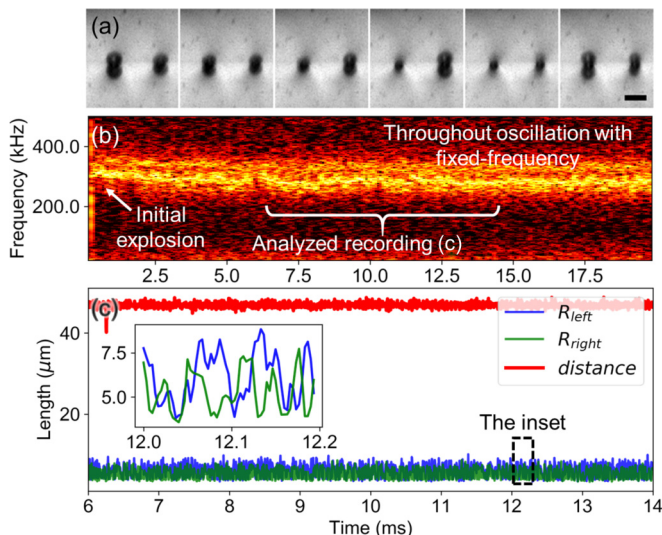 (a)
(b)
Throughout oscillation with
fixed-frequency
Initial
explosion
Analyzed recording (c)
Frequency (kHz)
400.0
200.0
2.5 5.0 7.5 10.0 12.5 15.0 17.5
(c)
R_left
R_right
distance
The inset
Length (μm)
40
20
7.5
5.0
12.0 12.1 12.2
6 7 8 9 10 11 12 13 14
Time (ms)